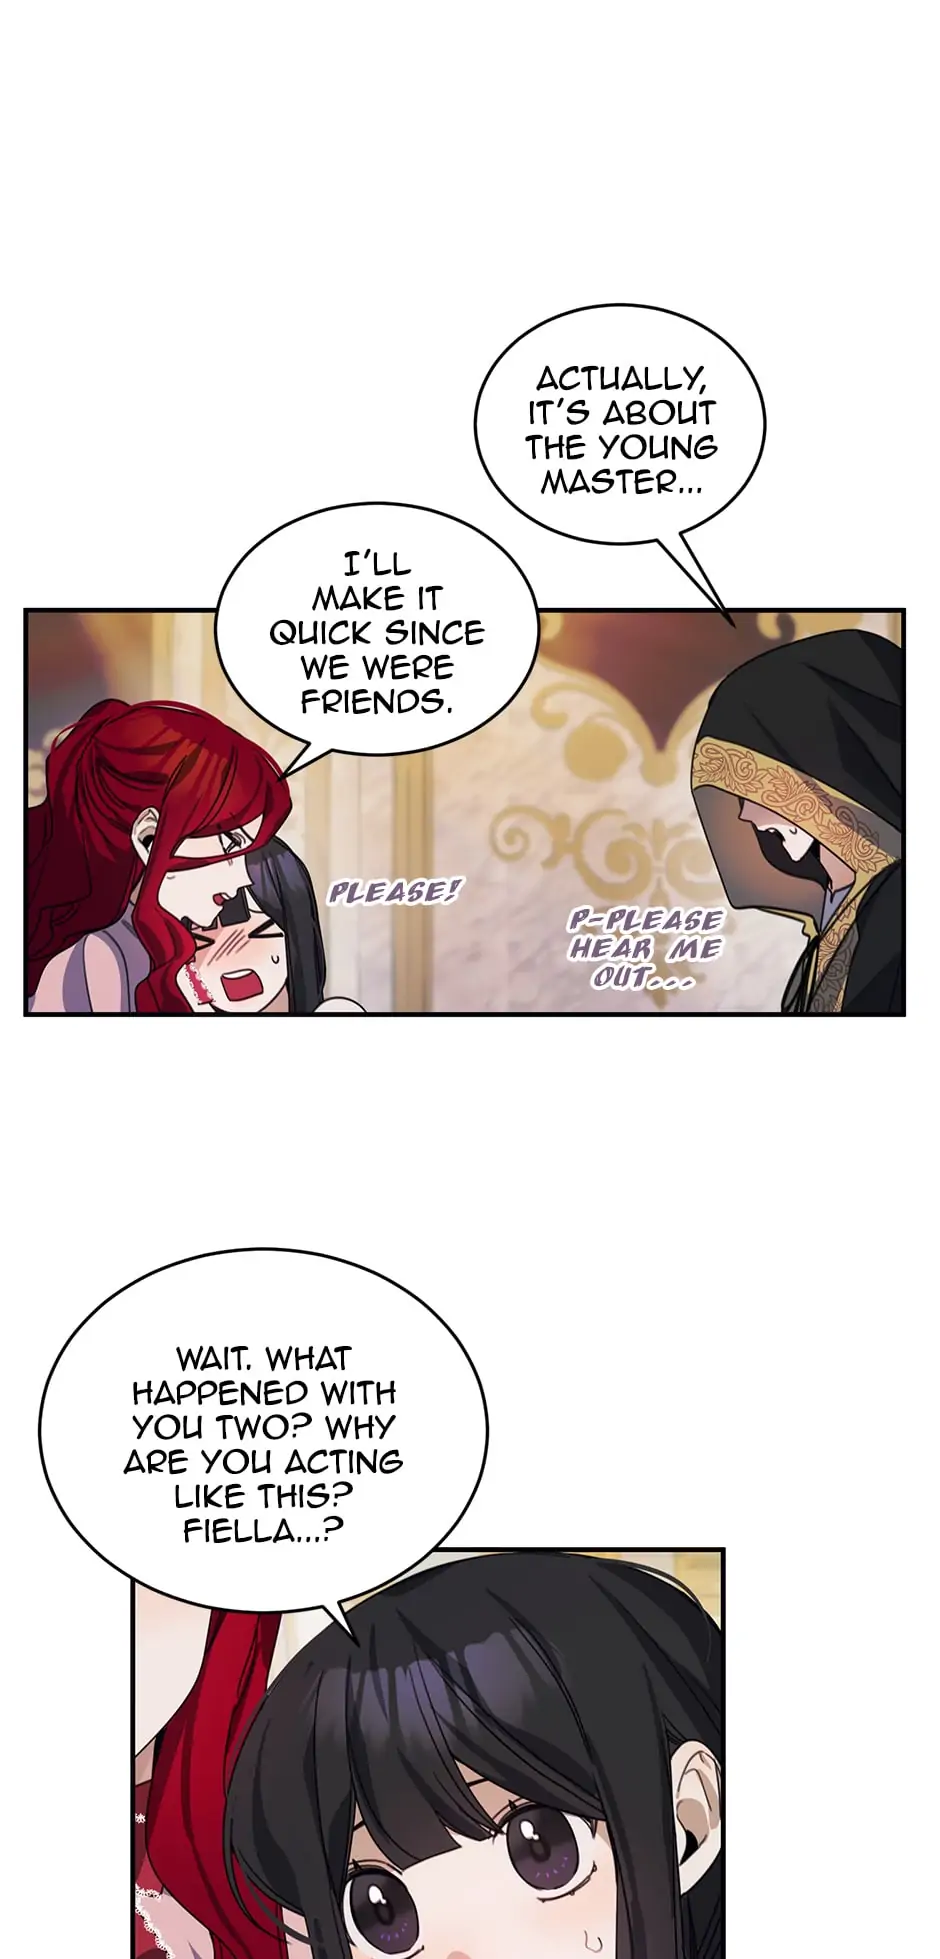 ACTUALLY,
IT'S ABOUT
THE YOUNG
MASTER...
I'LL
MAKE IT
QUICK SINCE
WE WERE
FRIENDS.
PLEASE!
P-PLEASE
HEAR ME
OUT...
WAIT. WHAT
HAPPENED WITH
YOU TWO? WHY
ARE YOU ACTING
LIKE THIS?
FIELLA...?